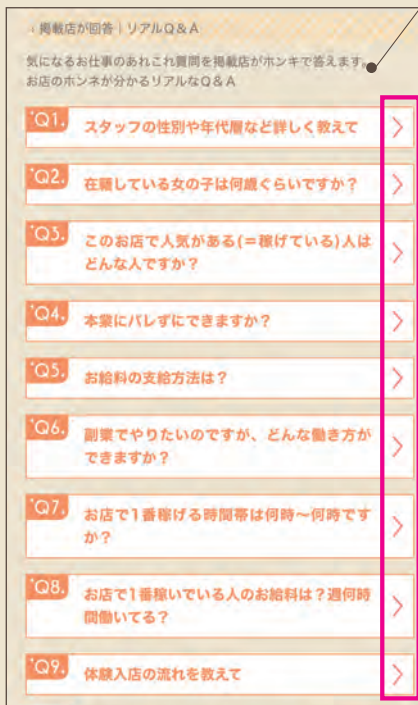 掲載店が回答｜リアルQ&A
気になるお仕事のあれこれ質問を掲載店がホンキで答えます。
お店のホンネが分かるリアルなQ&A
Q1. スタッフの性別や年代層など詳しく教えて
Q2. 在籍している女の子は何歳ぐらいですか？
Q3. このお店で人気がある(＝稼げている)人は
どんな人ですか？
Q4. 本業にバレずにできますか？
Q5. お給料の支給方法は？
Q6. 副業でやりたいのですが、どんな働き方が
できますか？
Q7. お店で1番稼げる時間帯は何時〜何時です
か？
Q8. お店で1番稼いでいる人のお給料は？週何時
間働いてる？
Q9. 体験入店の流れを教えて